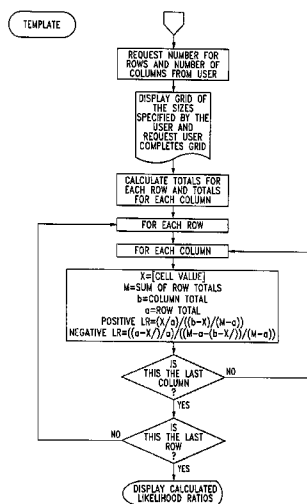 TEMPLATE
REQUEST NUMBER FOR
ROWS AND NUMBER OF
COLUMNS FROM USER
DISPLAY GRID OF
THE SIZES
SPECIFIED BY THE
USER AND
REQUEST USER
COMPLETES GRID
CALCULATE TOTALS FOR
EACH ROW AND TOTALS
FOR EACH COLUMN
FOR EACH ROW
FOR EACH COLUMN
X=[CELL VALUE]
M=SUM OF ROW TOTALS
b=COLUMN TOTAL
a=ROW TOTAL
POSITIVE LR=(X/a)/((b-X)/(M-a))
NEGATIVE LR=((a-X/)/a)/((M-a-(b-X/))/(M-a))
IS
THIS THE LAST
COLUMN
?
NO
YES
IS
THIS THE LAST
ROW
?
NO
YES
DISPLAY CALCULATED
LIKELIHOOD RATIOS